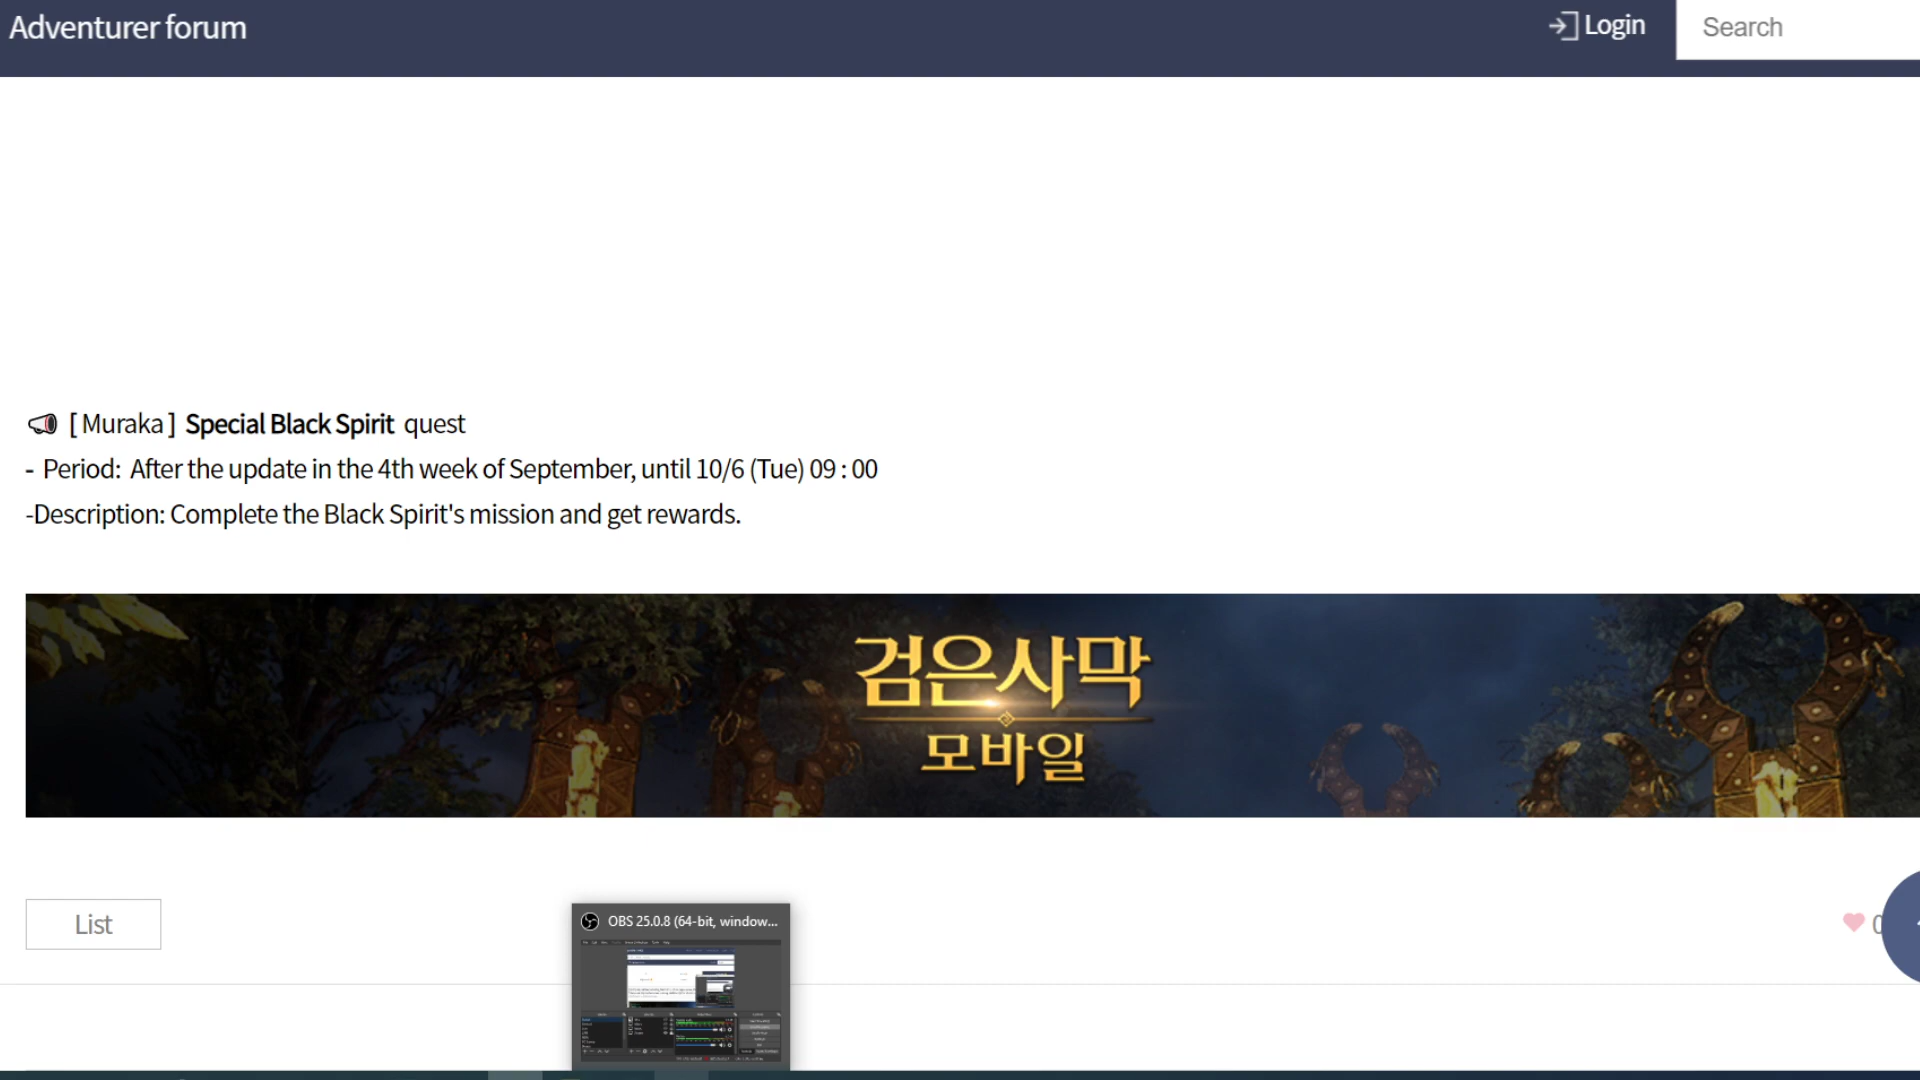 Adventurer forum
Login
Search
[ Muraka ] Special Black Spirit quest
- Period: After the update in the 4th week of September, until 10/6 (Tue) 09 : 00
-Description: Complete the Black Spirit's mission and get rewards.
검은사막
모바일
List
0
OBS 25.0.8 (64-bit, window...